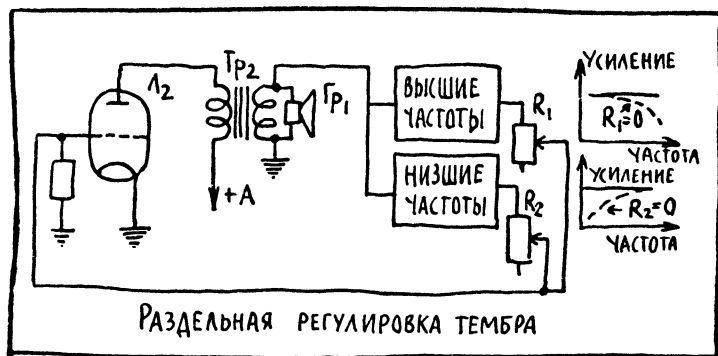 Л₂
Тр₂
Гр₁
+А
ВЫСШИЕ
ЧАСТОТЫ
R₁
НИЗШИЕ
ЧАСТОТЫ
R₂
УСИЛЕНИЕ
R₁=0
ЧАСТОТА
УСИЛЕНИЕ
R₂=0
ЧАСТОТА
РАЗДЕЛЬНАЯ РЕГУЛИРОВКА ТЕМБРА